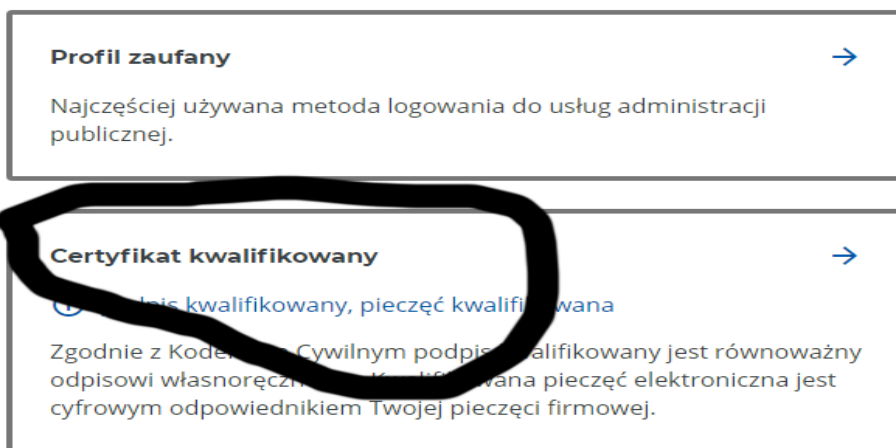 Profil zaufany
Najczęściej używana metoda logowania do usług administracji
publicznej.
Certyfikat kwalifikowany
kwalifikowany, pieczęć
Zgodnie z Cywilnym jest równoważny
odpisowi pieczęć elektroniczna jest
cyfrowym odpowiednikiem Twojej pieczęci firmowej.